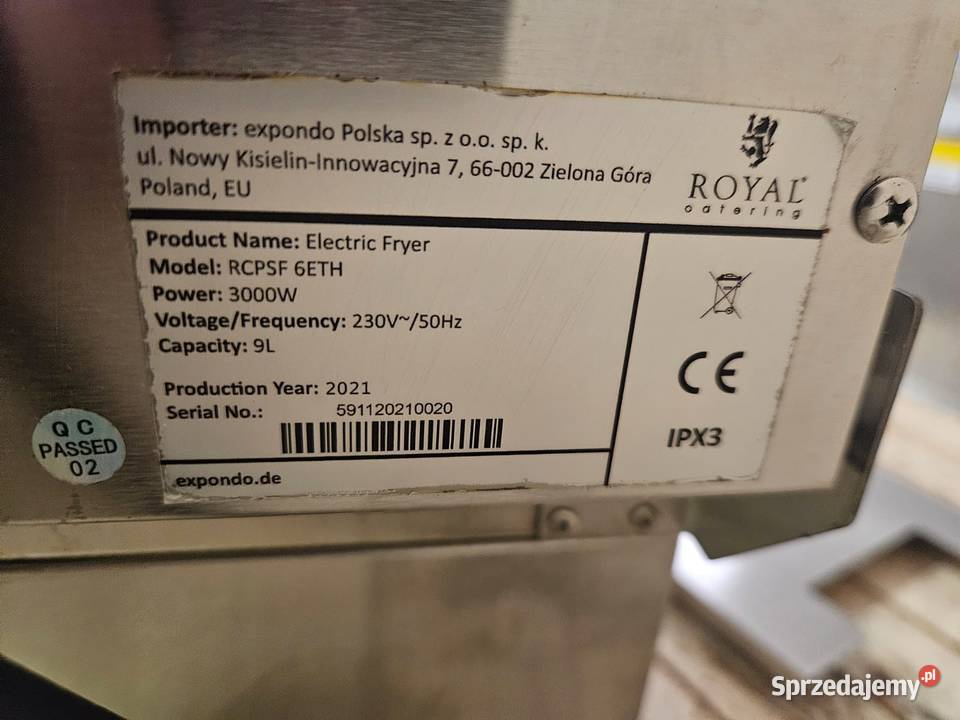 Importer: expondo Polska sp. z o.o. sp. k.
ul. Nowy Kisielin-Innowacyjna 7, 66-002 Zielona Góra
Poland, EU
ROYAL
catering
Product Name: Electric Fryer
Model: RCPSF 6ETH
Power: 3000W
Voltage/Frequency: 230V~/50Hz
Capacity: 9L
Production Year: 2021
Serial No.: 591120210020
expondo.de
CE
IPX3
QC
PASSED
02
Sprzedajemy.pl